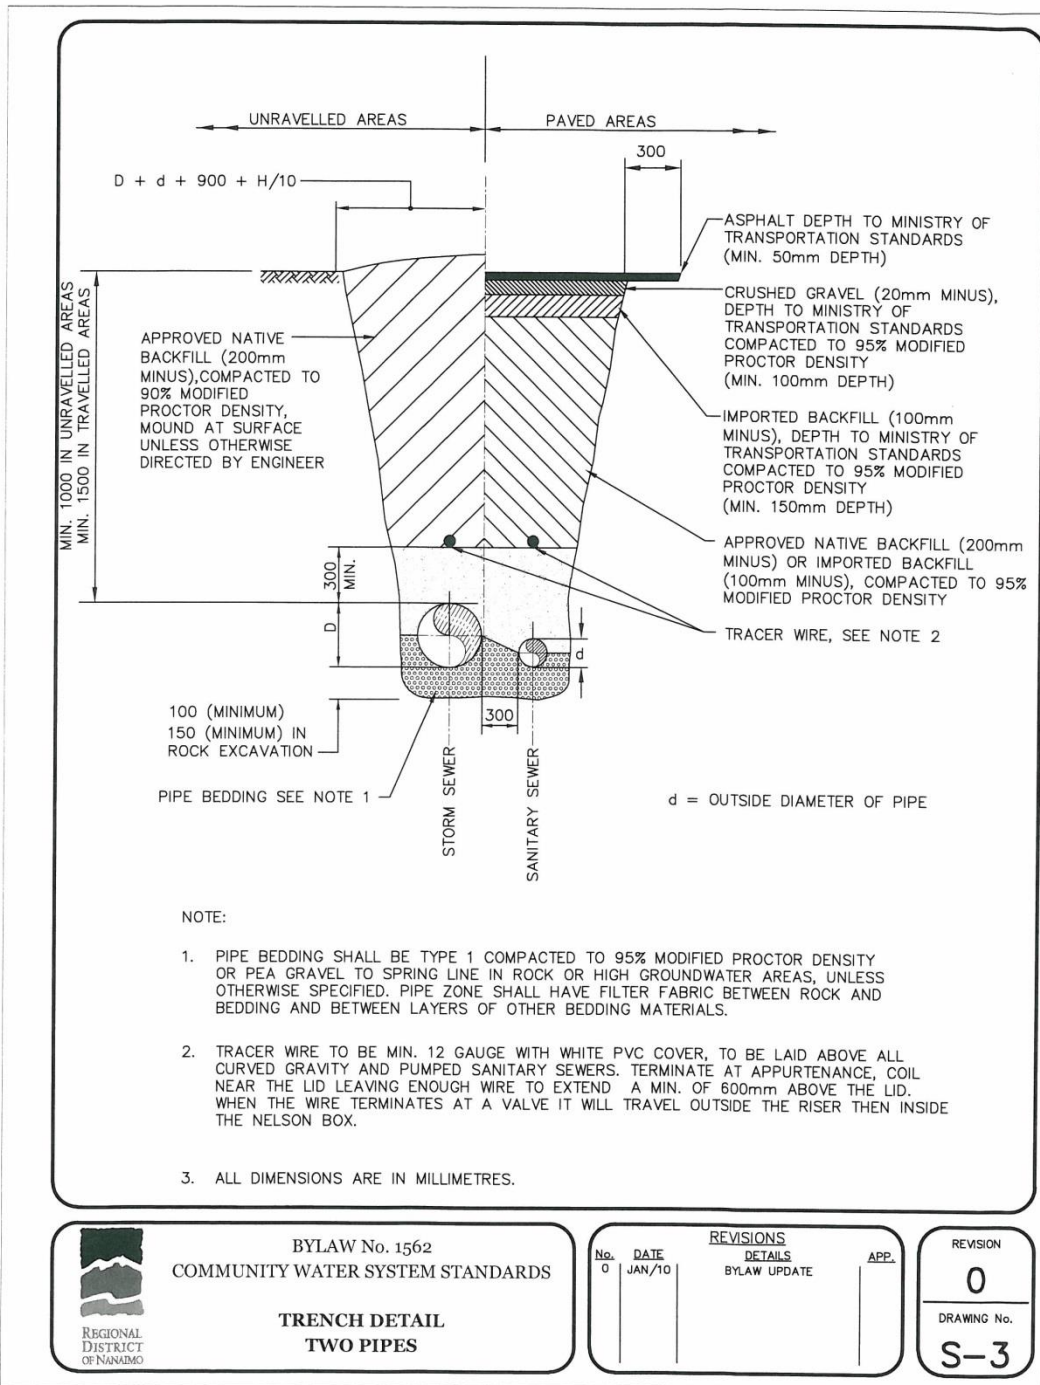 UNRAVELLED AREAS
PAVED AREAS
300
D + d + 900 + H/10
MIN. 1000 IN UNRAVELLED AREAS
MIN. 1500 IN TRAVELLED AREAS
APPROVED NATIVE
BACKFILL (200mm
MINUS),COMPACTED TO
90% MODIFIED
PROCTOR DENSITY,
MOUND AT SURFACE
UNLESS OTHERWISE
DIRECTED BY ENGINEER
ASPHALT DEPTH TO MINISTRY OF
TRANSPORTATION STANDARDS
(MIN. 50mm DEPTH)
CRUSHED GRAVEL (20mm MINUS),
DEPTH TO MINISTRY OF
TRANSPORTATION STANDARDS
COMPACTED TO 95% MODIFIED
PROCTOR DENSITY
(MIN. 100mm DEPTH)
IMPORTED BACKFILL (100mm
MINUS), DEPTH TO MINISTRY OF
TRANSPORTATION STANDARDS
COMPACTED TO 95% MODIFIED
PROCTOR DENSITY
(MIN. 150mm DEPTH)
APPROVED NATIVE BACKFILL (200mm
MINUS) OR IMPORTED BACKFILL
(100mm MINUS), COMPACTED TO 95%
MODIFIED PROCTOR DENSITY
TRACER WIRE, SEE NOTE 2
300
MIN.
D
d
300
100 (MINIMUM)
150 (MINIMUM) IN
ROCK EXCAVATION
PIPE BEDDING SEE NOTE 1
STORM SEWER
SANITARY SEWER
d = OUTSIDE DIAMETER OF PIPE
NOTE:
1. PIPE BEDDING SHALL BE TYPE 1 COMPACTED TO 95% MODIFIED PROCTOR DENSITY
OR PEA GRAVEL TO SPRING LINE IN ROCK OR HIGH GROUNDWATER AREAS, UNLESS
OTHERWISE SPECIFIED. PIPE ZONE SHALL HAVE FILTER FABRIC BETWEEN ROCK AND
BEDDING AND BETWEEN LAYERS OF OTHER BEDDING MATERIALS.
2. TRACER WIRE TO BE MIN. 12 GAUGE WITH WHITE PVC COVER, TO BE LAID ABOVE ALL
CURVED GRAVITY AND PUMPED SANITARY SEWERS. TERMINATE AT APPURTENANCE, COIL
NEAR THE LID LEAVING ENOUGH WIRE TO EXTEND A MIN. OF 600mm ABOVE THE LID.
WHEN THE WIRE TERMINATES AT A VALVE IT WILL TRAVEL OUTSIDE THE RISER THEN INSIDE
THE NELSON BOX.
3. ALL DIMENSIONS ARE IN MILLIMETRES.
REGIONAL
DISTRICT
OF NANAIMO
BYLAW No. 1562
COMMUNITY WATER SYSTEM STANDARDS
TRENCH DETAIL
TWO PIPES
REVISIONS
No. DATE DETAILS APP.
0 JAN/10 BYLAW UPDATE
REVISION
0
DRAWING No.
S-3